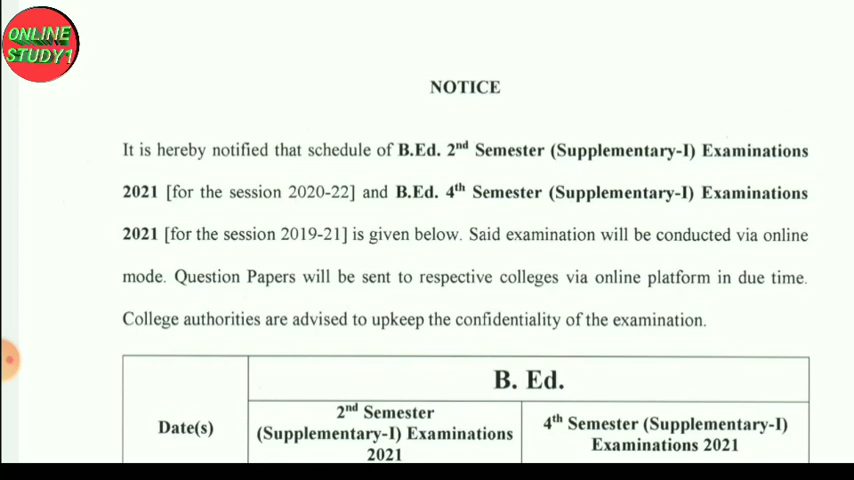 ONLINE
STUDY1
NOTICE
It is hereby notified that schedule of B.Ed. 2nd Semester (Supplementary-I) Examinations
2021 [for the session 2020-22] and B.Ed. 4th Semester (Supplementary-I) Examinations
2021 [for the session 2019-21] is given below. Said examination will be conducted via online
mode. Question Papers will be sent to respective colleges via online platform in due time.
College authorities are advised to upkeep the confidentiality of the examination.
B. Ed.
Date(s)
2nd Semester
(Supplementary-I) Examinations
2021
4th Semester (Supplementary-I)
Examinations 2021